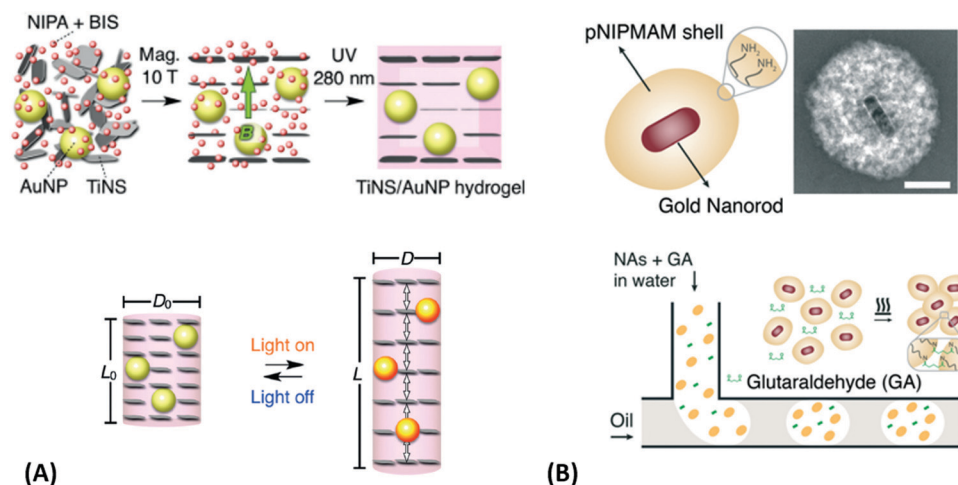 NIPA + BIS
Mag.
10 T
UV
280 nm
B
AuNP
TiNS
TiNS/AuNP hydrogel
D₀
L₀
Light on
Light off
D
L
(A)
pNIPMAM shell
NH₂
NH₂
Gold Nanorod
NAs + GA
in water
Glutaraldehyde (GA)
Oil
(B)